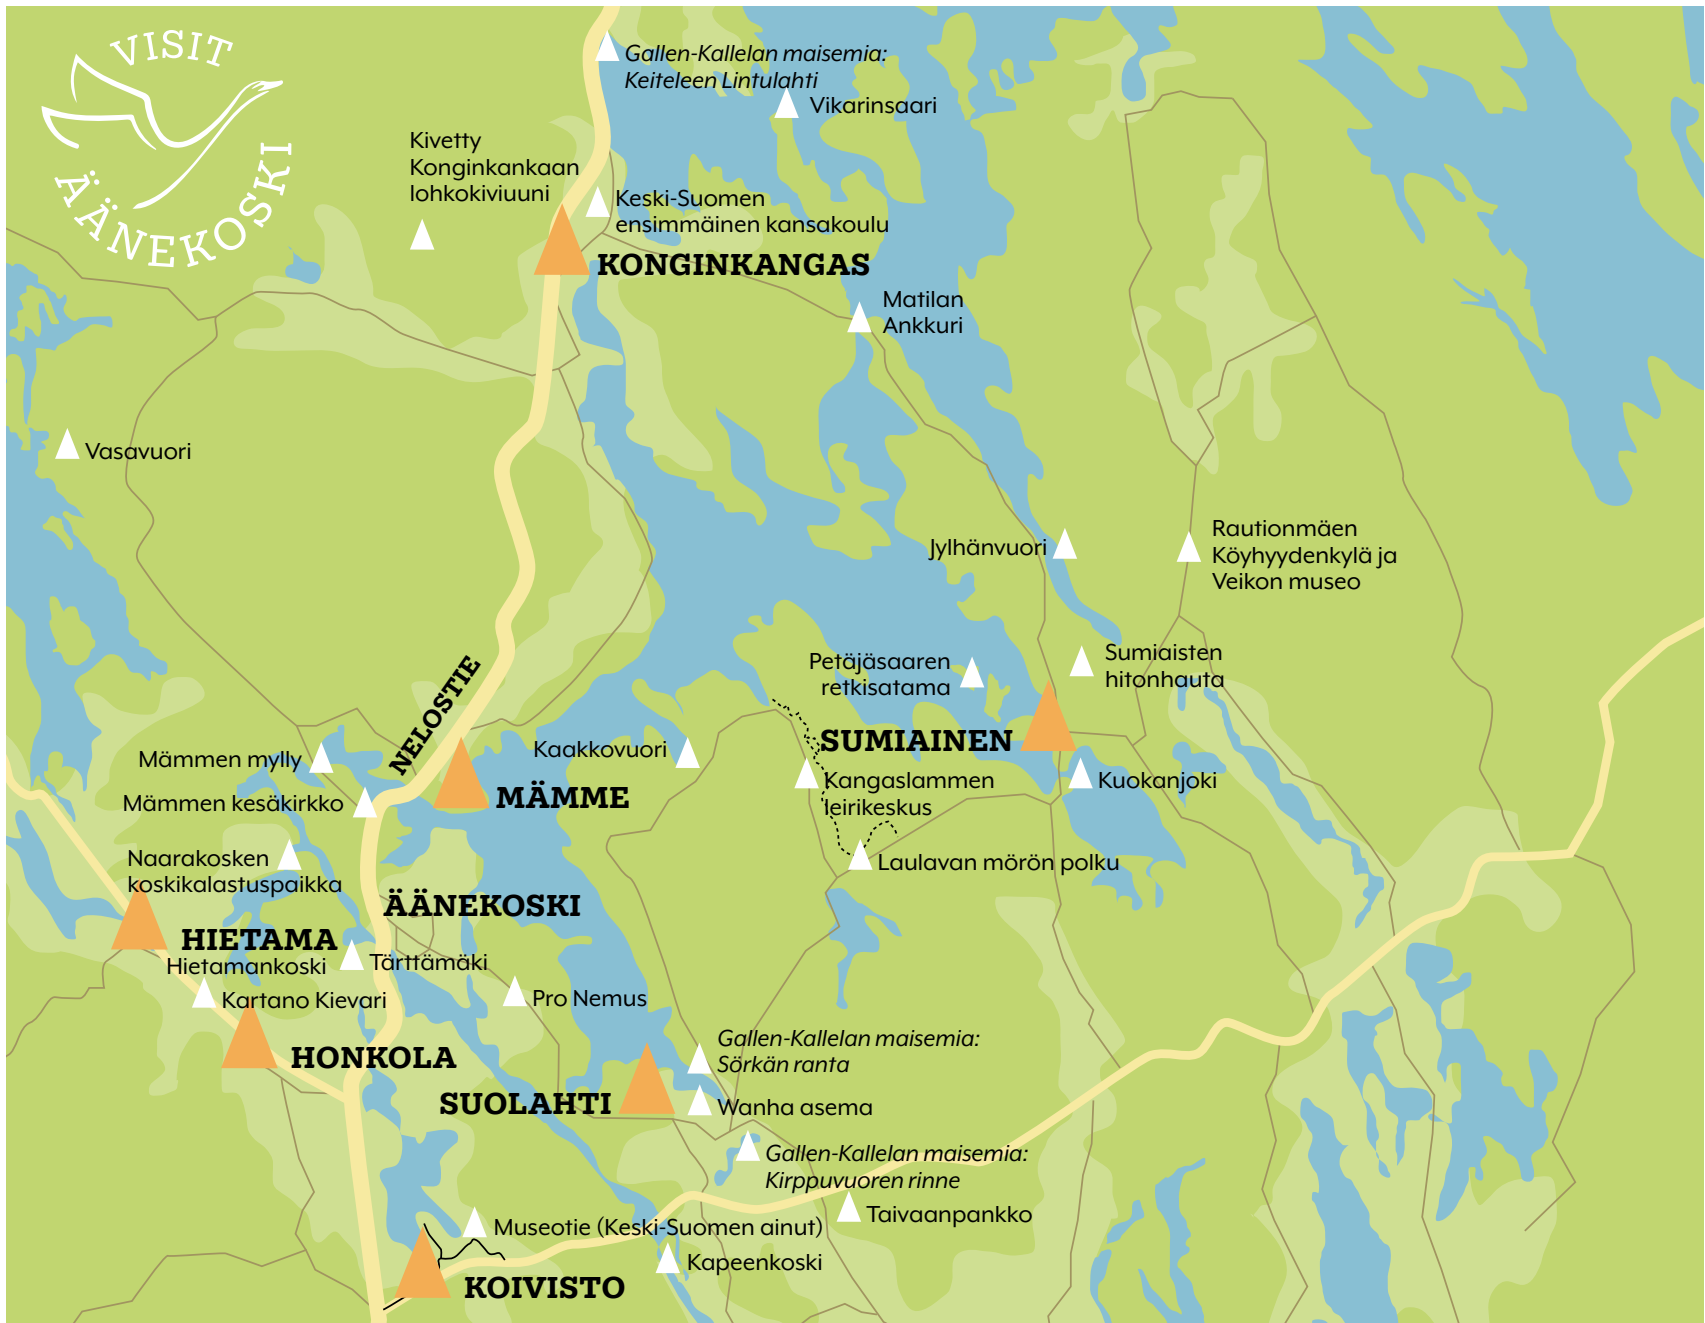 VISIT
ÄÄNEKOSKI
Gallen-Kallelan maisemia:
Keiteleen Lintulahti
Vikarinsaari
Kivetty
Konginkankaan
lohkokiviuuni
Keski-Suomen
ensimmäinen kansakoulu
KONGINKANGAS
Matilan
Ankkuri
Vasavuori
Jylhänvuori
Rautionmäen
Köyhyydenkylä ja
Veikon museo
Sumiaisten
hitonhauta
Petäjäsaaren
retkisatama
NELOSTIE
SUMIAINEN
Mämmen mylly
Kaakkovuori
Kangaslammen
leirikeskus
Kuokanjoki
MÄMME
Mämmen kesäkirkko
Naarakosken
koskikalastuspaikka
Laulavan mörön polku
ÄÄNEKOSKI
HIETAMA
Hietamankoski
Tärttämäki
Kartano Kievari
Pro Nemus
HONKOLA
Gallen-Kallelan maisemia:
Sörkän ranta
SUOLAHTI
Wanha asema
Gallen-Kallelan maisemia:
Kirppuvuoren rinne
Taivaanpankko
Museotie (Keski-Suomen ainut)
Kapeenkoski
KOIVISTO